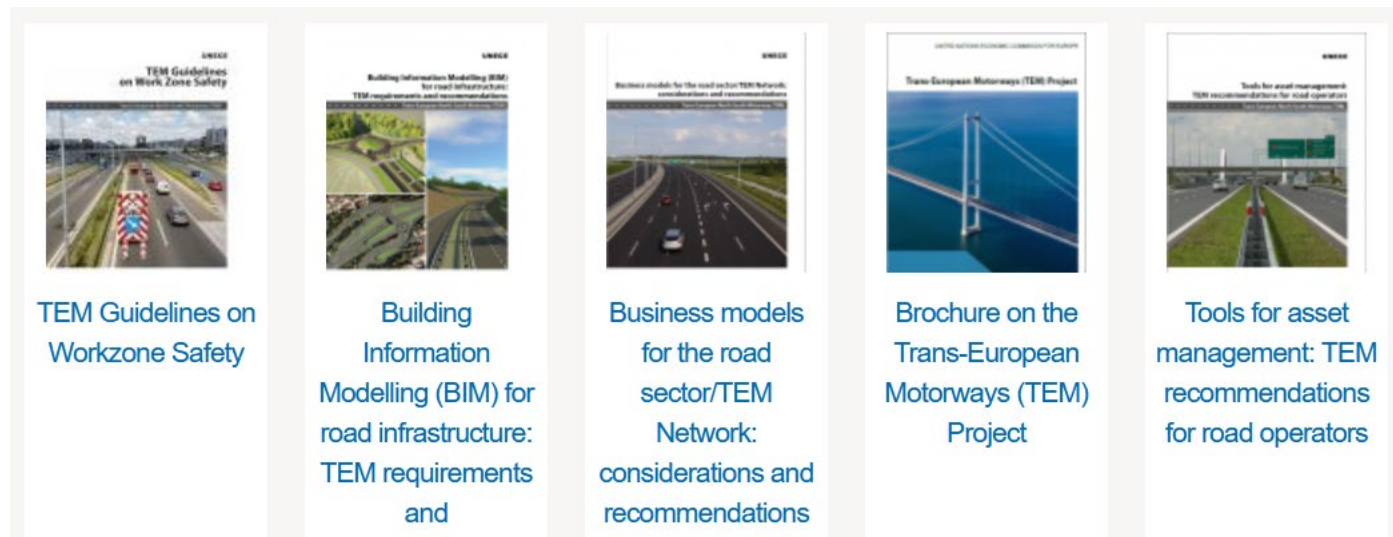 UNECE
TEM Guidelines
on Work Zone Safety
UNECE
Building Information Modelling (BIM)
for road infrastructure:
TEM requirements and recommendations
UNECE
Business models for the road sector/TEM Network:
considerations and recommendations
UNITED NATIONS ECONOMIC COMMISSION FOR EUROPE
Trans-European Motorways (TEM) Project
UNECE
Tools for asset management:
TEM recommendations for road operators
TEM Guidelines on
Workzone Safety
Building
Information
Modelling (BIM) for
road infrastructure:
TEM requirements
and
Business models
for the road
sector/TEM
Network:
considerations and
recommendations
Brochure on the
Trans-European
Motorways (TEM)
Project
Tools for asset
management: TEM
recommendations
for road operators